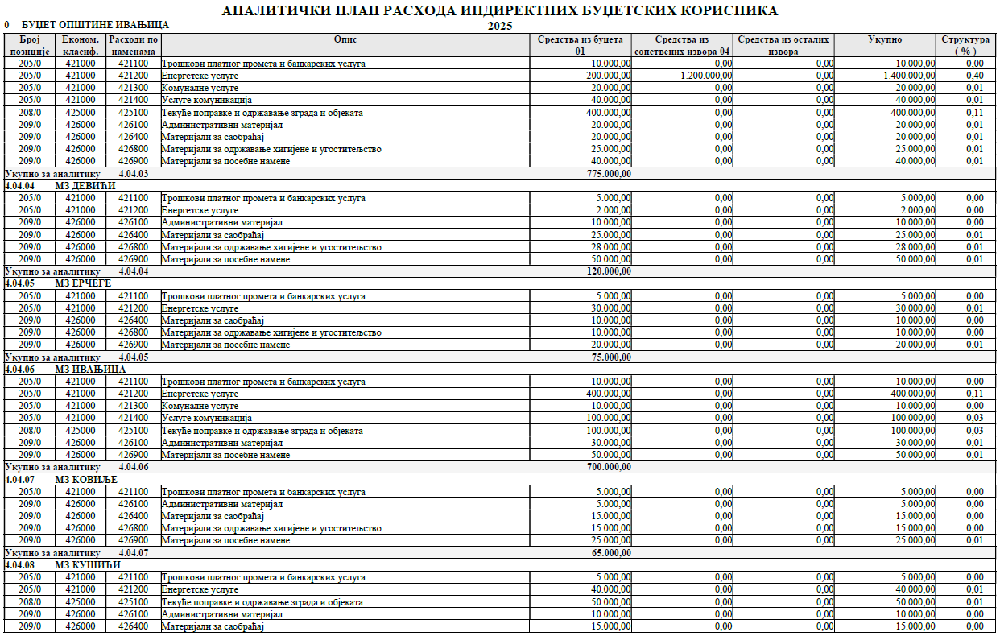 АНАЛИТИЧКИ ПЛАН РАСХОДА ИНДИРЕКТНИХ БУЏЕТСКИХ КОРИСНИКА
0 БУЏЕТ ОПШТИНЕ ИВАЊИЦА 2025
Број позиције Економ. класиф. Расходи по наменама Опис Средства из буџета 01 Средства из сопствених извора 04 Средства из осталих извора Укупно Структура ( % )
205/0 421000 421100 Трошкови платног промета и банкарских услуга 10.000,00 0,00 0,00 10.000,00 0,00
205/0 421000 421200 Енергетске услуге 200.000,00 1.200.000,00 0,00 1.400.000,00 0,40
205/0 421000 421300 Комуналне услуге 20.000,00 0,00 0,00 20.000,00 0,01
205/0 421000 421400 Услуге комуникација 40.000,00 0,00 0,00 40.000,00 0,01
208/0 425000 425100 Текуће поправке и одржавање зграда и објеката 400.000,00 0,00 0,00 400.000,00 0,11
209/0 426000 426100 Административни материјал 20.000,00 0,00 0,00 20.000,00 0,01
209/0 426000 426400 Материјали за саобраћај 20.000,00 0,00 0,00 20.000,00 0,01
209/0 426000 426800 Материјали за одржавање хигијене и угоститељство 25.000,00 0,00 0,00 25.000,00 0,01
209/0 426000 426900 Материјали за посебне намене 40.000,00 0,00 0,00 40.000,00 0,01
Укупно за аналитику 4.04.03 775.000,00
4.04.04 МЗ ДЕВИЋИ
205/0 421000 421100 Трошкови платног промета и банкарских услуга 5.000,00 0,00 0,00 5.000,00 0,00
205/0 421000 421200 Енергетске услуге 2.000,00 0,00 0,00 2.000,00 0,00
209/0 426000 426100 Административни материјал 10.000,00 0,00 0,00 10.000,00 0,00
209/0 426000 426400 Материјали за саобраћај 25.000,00 0,00 0,00 25.000,00 0,01
209/0 426000 426800 Материјали за одржавање хигијене и угоститељство 28.000,00 0,00 0,00 28.000,00 0,01
209/0 426000 426900 Материјали за посебне намене 50.000,00 0,00 0,00 50.000,00 0,01
Укупно за аналитику 4.04.04 120.000,00
4.04.05 МЗ ЕРЧЕГЕ
205/0 421000 421100 Трошкови платног промета и банкарских услуга 5.000,00 0,00 0,00 5.000,00 0,00
205/0 421000 421200 Енергетске услуге 30.000,00 0,00 0,00 30.000,00 0,01
209/0 426000 426400 Материјали за саобраћај 10.000,00 0,00 0,00 10.000,00 0,00
209/0 426000 426800 Материјали за одржавање хигијене и угоститељство 10.000,00 0,00 0,00 10.000,00 0,00
209/0 426000 426900 Материјали за посебне намене 20.000,00 0,00 0,00 20.000,00 0,01
Укупно за аналитику 4.04.05 75.000,00
4.04.06 МЗ ИВАЊИЦА
205/0 421000 421100 Трошкови платног промета и банкарских услуга 10.000,00 0,00 0,00 10.000,00 0,00
205/0 421000 421200 Енергетске услуге 400.000,00 0,00 0,00 400.000,00 0,11
205/0 421000 421300 Комуналне услуге 10.000,00 0,00 0,00 10.000,00 0,00
205/0 421000 421400 Услуге комуникација 100.000,00 0,00 0,00 100.000,00 0,03
208/0 425000 425100 Текуће поправке и одржавање зграда и објеката 100.000,00 0,00 0,00 100.000,00 0,03
209/0 426000 426100 Административни материјал 30.000,00 0,00 0,00 30.000,00 0,01
209/0 426000 426900 Материјали за посебне намене 50.000,00 0,00 0,00 50.000,00 0,01
Укупно за аналитику 4.04.06 700.000,00
4.04.07 МЗ КОВИЉЕ
205/0 421000 421100 Трошкови платног промета и банкарских услуга 5.000,00 0,00 0,00 5.000,00 0,00
209/0 426000 426100 Административни материјал 5.000,00 0,00 0,00 5.000,00 0,00
209/0 426000 426400 Материјали за саобраћај 15.000,00 0,00 0,00 15.000,00 0,00
209/0 426000 426800 Материјали за одржавање хигијене и угоститељство 15.000,00 0,00 0,00 15.000,00 0,00
209/0 426000 426900 Материјали за посебне намене 25.000,00 0,00 0,00 25.000,00 0,01
Укупно за аналитику 4.04.07 65.000,00
4.04.08 МЗ КУШИЋИ
205/0 421000 421100 Трошкови платног промета и банкарских услуга 5.000,00 0,00 0,00 5.000,00 0,00
205/0 421000 421200 Енергетске услуге 40.000,00 0,00 0,00 40.000,00 0,01
208/0 425000 425100 Текуће поправке и одржавање зграда и објеката 50.000,00 0,00 0,00 50.000,00 0,01
209/0 426000 426100 Административни материјал 10.000,00 0,00 0,00 10.000,00 0,00
209/0 426000 426400 Материјали за саобраћај 15.000,00 0,00 0,00 15.000,00 0,00